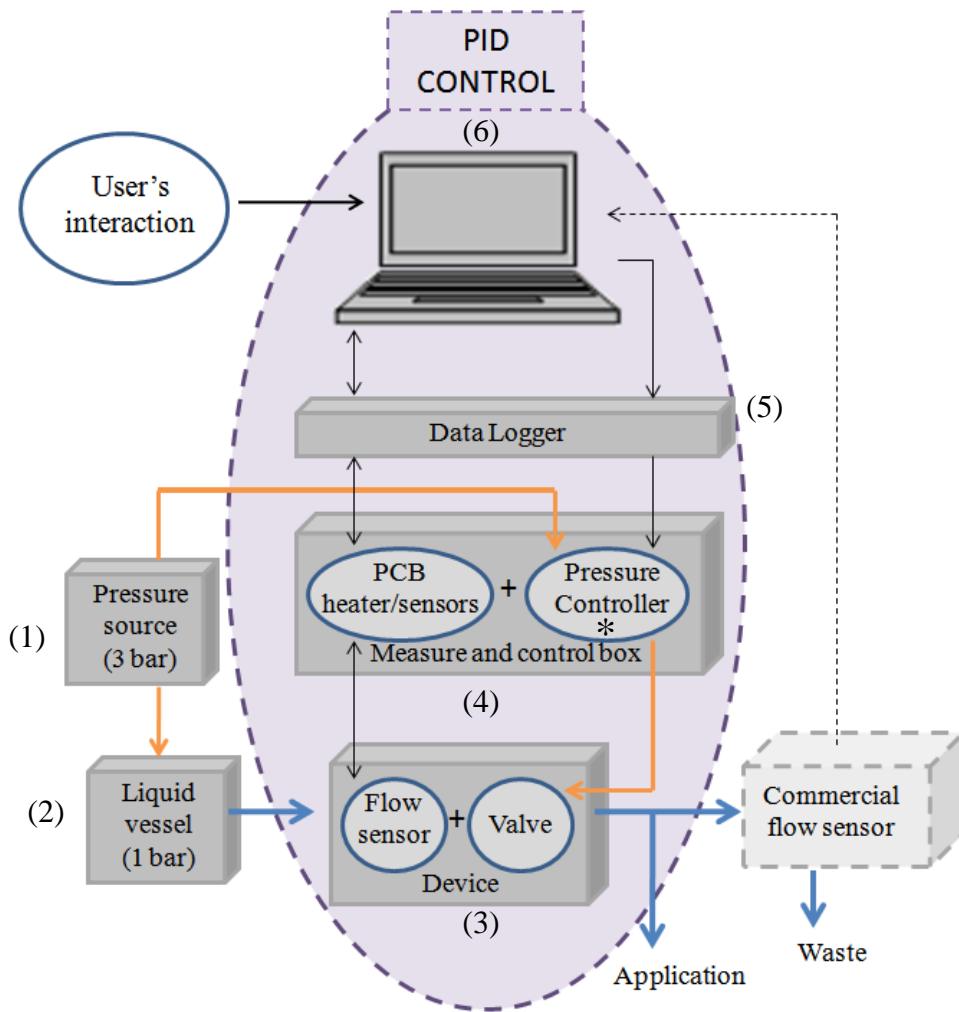 PID
CONTROL
(6)
User's
interaction
(5)
Data Logger
PCB
heater/sensors
+
Pressure
Controller
*
Measure and control box
(4)
(1)
Pressure
source
(3 bar)
(2)
Liquid
vessel
(1 bar)
Flow
sensor
+
Valve
Device
(3)
Commercial
flow sensor
Waste
Application